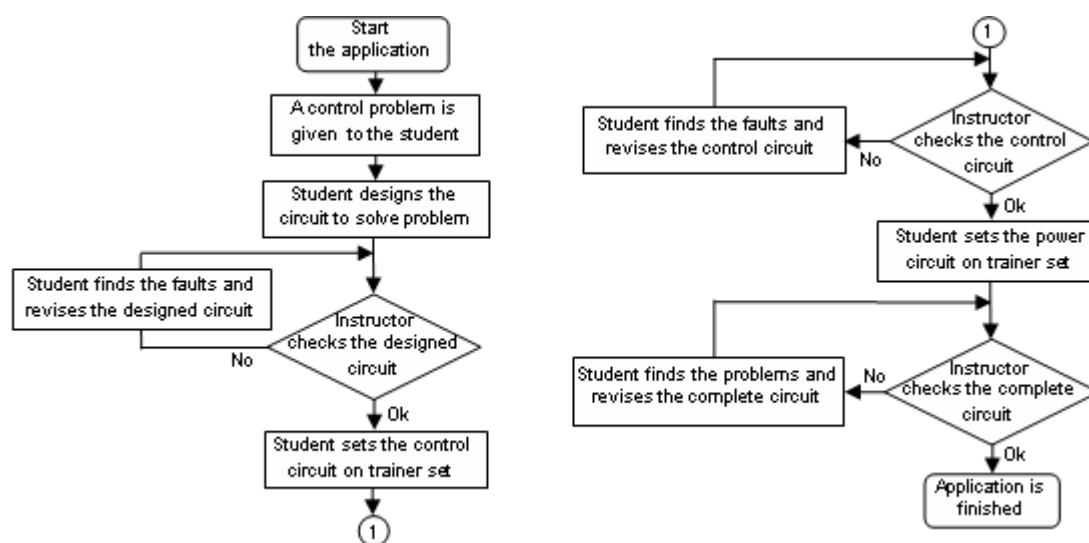 Start
the application
A control problem is
given to the student
Student designs the
circuit to solve problem
Student finds the faults and
revises the designed circuit
Instructor
checks the designed
circuit
No
Ok
Student sets the control
circuit on trainer set
1
1
Instructor
checks the control
circuit
Student finds the faults and
revises the control circuit
No
Ok
Student sets the power
circuit on trainer set
Instructor
checks the complete
circuit
Student finds the problems and
revises the complete circuit
No
Ok
Application is
finished